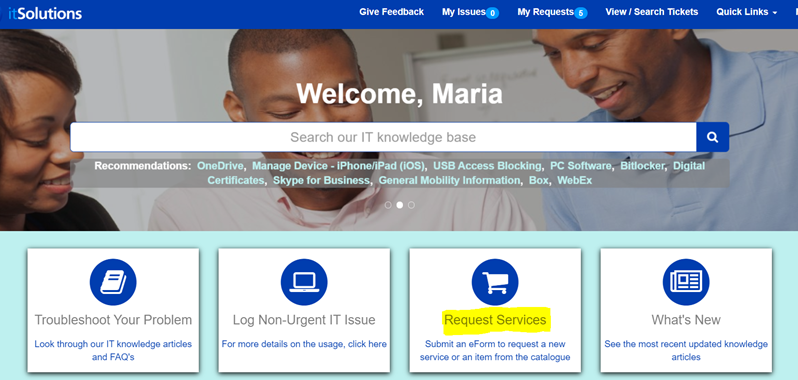 itSolutions
Give Feedback My Issues 0 My Requests 5 View / Search Tickets Quick Links
Welcome, Maria
Search our IT knowledge base
Recommendations: OneDrive, Manage Device - iPhone/iPad (iOS), USB Access Blocking, PC Software, Bitlocker, Digital
Certificates, Skype for Business, General Mobility Information, Box, WebEx
Troubleshoot Your Problem
Look through our IT knowledge articles
and FAQ's
Log Non-Urgent IT Issue
For more details on the usage, click here
Request Services
Submit an eForm to request a new
service or an item from the catalogue
What's New
See the most recent updated knowledge
articles